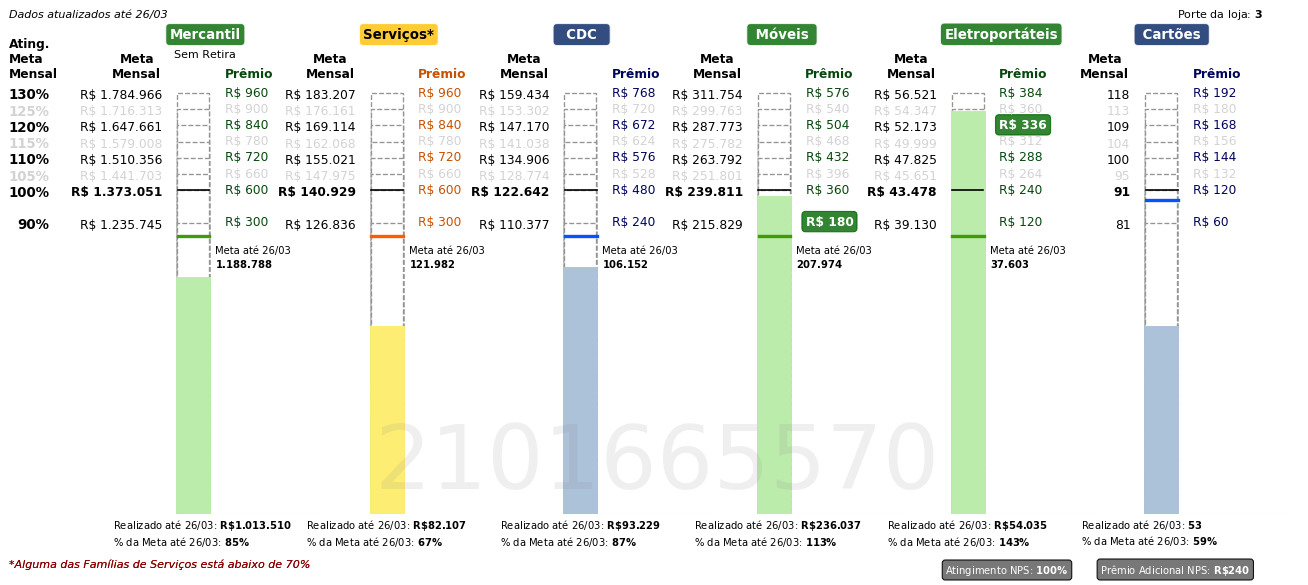 Dados atualizados até 26/03 Porte da loja: 3
Mercantil Serviços* CDC Móveis Eletroportáteis Cartões
Sem Retira
Ating. Meta Mensal Meta Mensal Prêmio Meta Mensal Prêmio Meta Mensal Prêmio Meta Mensal Prêmio Meta Mensal Prêmio Meta Mensal Prêmio
130% R$ 1.784.966 R$ 960 R$ 183.207 R$ 960 R$ 159.434 R$ 768 R$ 311.754 R$ 576 R$ 56.521 R$ 384 118 R$ 192
125% R$ 1.716.313 R$ 900 R$ 176.161 R$ 900 R$ 153.302 R$ 720 R$ 299.763 R$ 540 R$ 54.347 R$ 360 113 R$ 180
120% R$ 1.647.661 R$ 840 R$ 169.114 R$ 840 R$ 147.170 R$ 672 R$ 287.773 R$ 504 R$ 52.173 R$ 336 109 R$ 168
115% R$ 1.579.008 R$ 780 R$ 162.068 R$ 780 R$ 141.038 R$ 624 R$ 275.782 R$ 468 R$ 49.999 R$ 312 104 R$ 156
110% R$ 1.510.356 R$ 720 R$ 155.021 R$ 720 R$ 134.906 R$ 576 R$ 263.792 R$ 432 R$ 47.825 R$ 288 100 R$ 144
105% R$ 1.441.703 R$ 660 R$ 147.975 R$ 660 R$ 128.774 R$ 528 R$ 251.801 R$ 396 R$ 45.651 R$ 264 95 R$ 132
100% R$ 1.373.051 R$ 600 R$ 140.929 R$ 600 R$ 122.642 R$ 480 R$ 239.811 R$ 360 R$ 43.478 R$ 240 91 R$ 120
90% R$ 1.235.745 R$ 300 R$ 126.836 R$ 300 R$ 110.377 R$ 240 R$ 215.829 R$ 180 R$ 39.130 R$ 120 81 R$ 60
Meta até 26/03 Meta até 26/03 Meta até 26/03 Meta até 26/03 Meta até 26/03
1.188.788 121.982 106.152 207.974 37.603
2101665570
Realizado até 26/03: R$1.013.510 Realizado até 26/03: R$82.107 Realizado até 26/03: R$93.229 Realizado até 26/03: R$236.037 Realizado até 26/03: R$54.035 Realizado até 26/03: 53
% da Meta até 26/03: 85% % da Meta até 26/03: 67% % da Meta até 26/03: 87% % da Meta até 26/03: 113% % da Meta até 26/03: 143% % da Meta até 26/03: 59%
*Alguma das Famílias de Serviços está abaixo de 70% Atingimento NPS: 100% Prêmio Adicional NPS: R$240